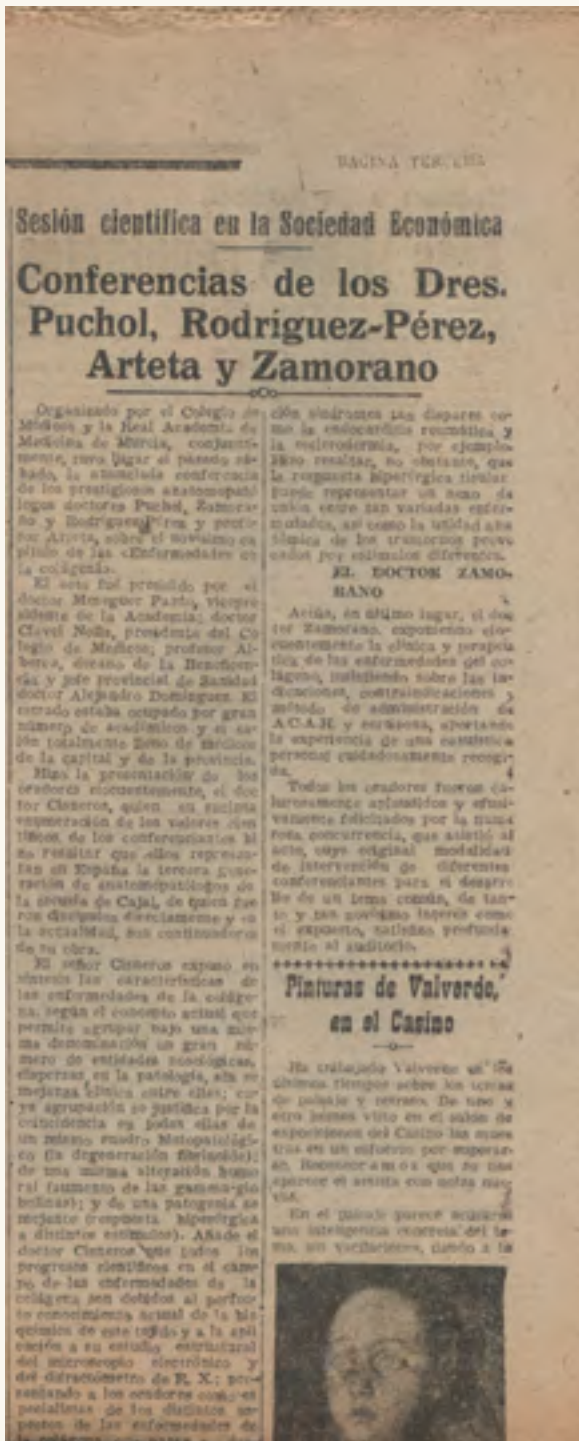 PAGINA TERCERA
Sesión científica en la Sociedad Económica
Conferencias de los Dres.
Puchol, Rodriguez-Pérez,
Arteta y Zamorano
Organizado por el Colegio de
Médicos y la Real Academia de
Medicina de Murcia, conjunta-
mente, tuvo lugar el pasado sá-
bado, la anunciada conferencia
de los prestigiosos anatomopató-
logos doctores Puchol, Zamora-
no y Rodríguez-Pérez y profe-
sor Arteta, sobre el novísimo ca-
pítulo de las «Enfermedades de
la colágena».
El acto fué presidido por el
doctor Meseguer Pardo, vicepre-
sidente de la Academia; doctor
Clavel Nolla, presidente del Co-
legio de Médicos; profesor Al-
berca, decano de la Beneficen-
cia y jefe provincial de Sanidad
doctor Alejandro Domínguez. El
estrado estaba ocupado por gran
número de académicos y el sa-
lón totalmente lleno de médicos
de la capital y de la provincia.
Hizo la presentación de los
oradores elocuentemente, el doc-
tor Cisneros, quien en sucinta
enumeración de los valores cien-
tíficos de los conferenciantes hi-
zo resaltar que ellos represen-
tan en España la tercera gene-
ración de anatomopatólogos de
la escuela de Cajal, de quien fue-
ron discípulos directamente y en
la actualidad, son continuadores
de su obra.
El señor Cisneros expuso en
síntesis las características de
las enfermedades de la coláge-
na, según el concepto actual que
permite agrupar bajo una mis-
ma denominación un gran nú-
mero de entidades nosológicas,
dispersas en la patología, sin se-
mejanza clínica entre ellas; cu-
ya agrupación se justifica por la
coincidencia en todas ellas de
un mismo cuadro histopatológi-
co (la degeneración fibrinoide);
de una misma alteración humo-
ral (aumento de las gamma-glo-
bulinas); y de una patogenia se-
mejante (respuesta hiperérgica
a distintos estímulos). Añade el
doctor Cisneros que todos los
progresos científicos en el cam-
po de las enfermedades de la
colágena son debidos al perfec-
to conocimiento actual de la bio-
química de este tejido y a la apli-
cación a su estudio estructural
del microscopio electrónico y
del difractómetro de R. X.; pre-
sentando a los oradores como es-
pecialistas de los distintos as-
pectos de las enfermedades de
ción síndromes tan dispares co-
mo la endocarditis reumática y
la esclerodermia, por ejemplo.
Hizo resaltar, no obstante, que
la respuesta hiperérgica tisular
puede representar un nexo de
unión entre tan variadas enfer-
medades, así como la unidad ana-
tómica de los trastornos provo-
cados por estímulos diferentes.
EL DOCTOR ZAMO-
RANO
Actúa, en último lugar, el doc-
tor Zamorano, exponiendo elo-
cuentemente la clínica y terapéu-
tica de las enfermedades del co-
lágeno, insistiendo sobre las in-
dicaciones, contraindicaciones y
método de administración de
A.C.A.H. y cortisona, aportando
la experiencia de una casuística
personal cuidadosamente recogi-
da.
Todos los oradores fueron ca-
lurosamente aplaudidos y efusi-
vamente felicitados por la nume-
rosa concurrencia, que asistió al
acto, cuya original modalidad
de intervención de diferentes
conferenciantes para el desarro-
llo de un tema común, de tan-
to y tan novísimo interés como
el expuesto, satisfizo profunda-
mente al auditorio.
Pinturas de Valverde,
en el Casino
Ha trabajado Valverde en los
últimos tiempos sobre los temas
de paisaje y retrato. De uno y
otro hemos visto en el salón de
exposiciones del Casino las mues-
tras en un esfuerzo por superar-
se. Reconozcamos que se nos
aparece el artista con
En el paisaje parece acusarse
una inteligencia concreta del te-
ma, sin vacilaciones, dando a la